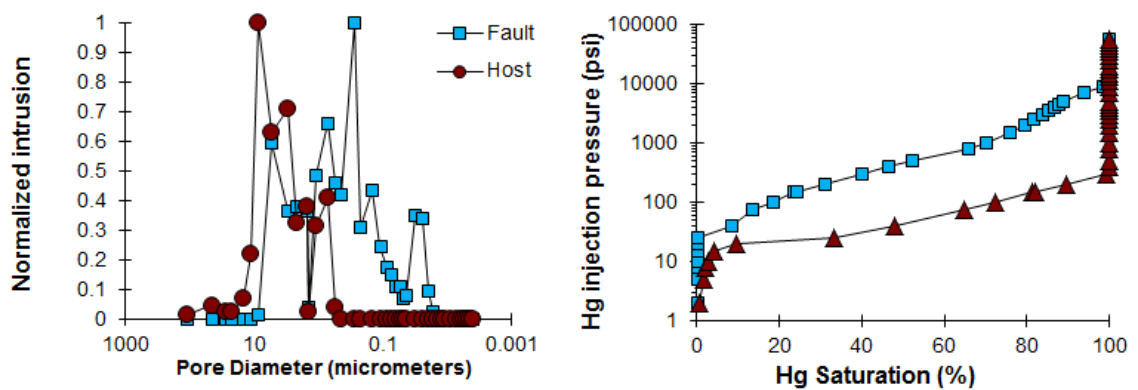 Normalized intrusion
1
0.9
0.8
0.7
0.6
0.5
0.4
0.3
0.2
0.1
0
1000 10 0.1 0.001
Pore Diameter (micrometers)
Fault
Host
Hg injection pressure (psi)
100000
10000
1000
100
10
1
0 20 40 60 80 100
Hg Saturation (%)